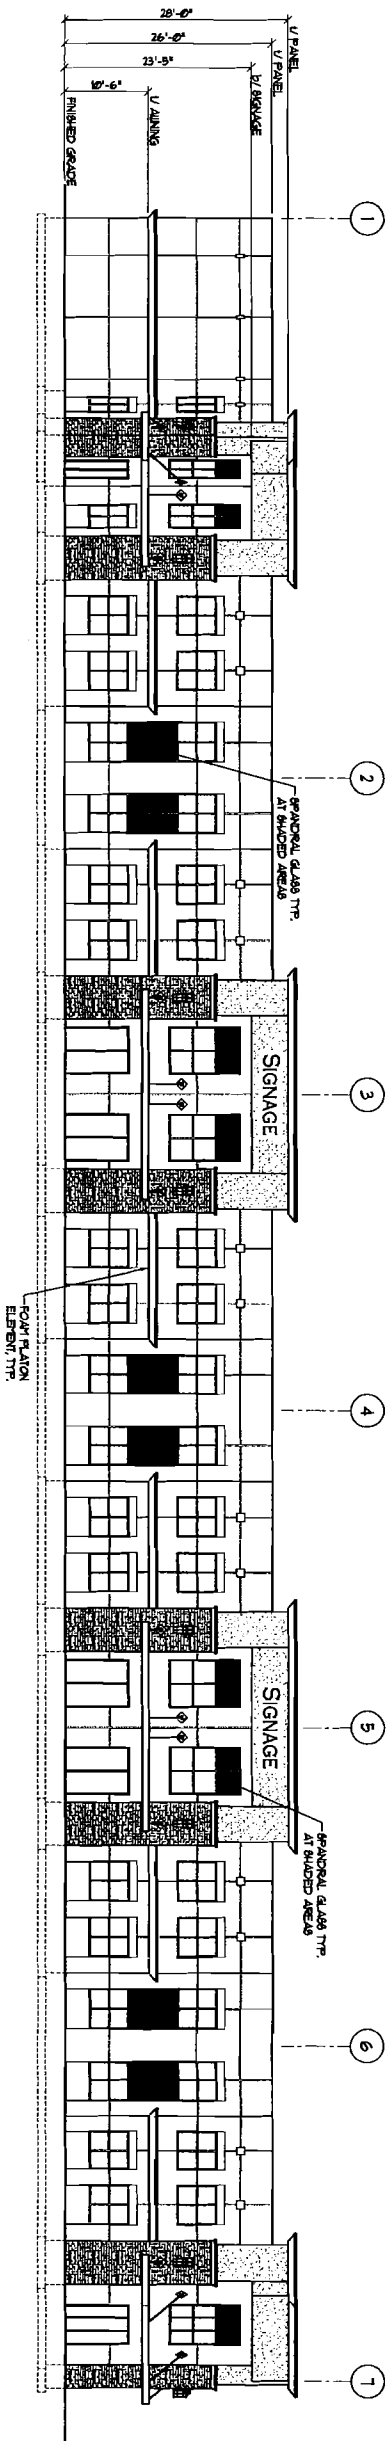 1
2
3
4
5
6
7
28'-0"
26'-0"
23'-5"
10'-6"
t/ PANEL
t/ PANEL
b/ SIGNAGE
t/ AWNING
FINISHED GRADE
SPANDRAL GLASS TYP.
AT SHADED AREAS
SIGNAGE
FOAM PLATON
ELEMENT, TYP.
SIGNAGE
SPANDRAL GLASS TYP.
AT SHADED AREAS